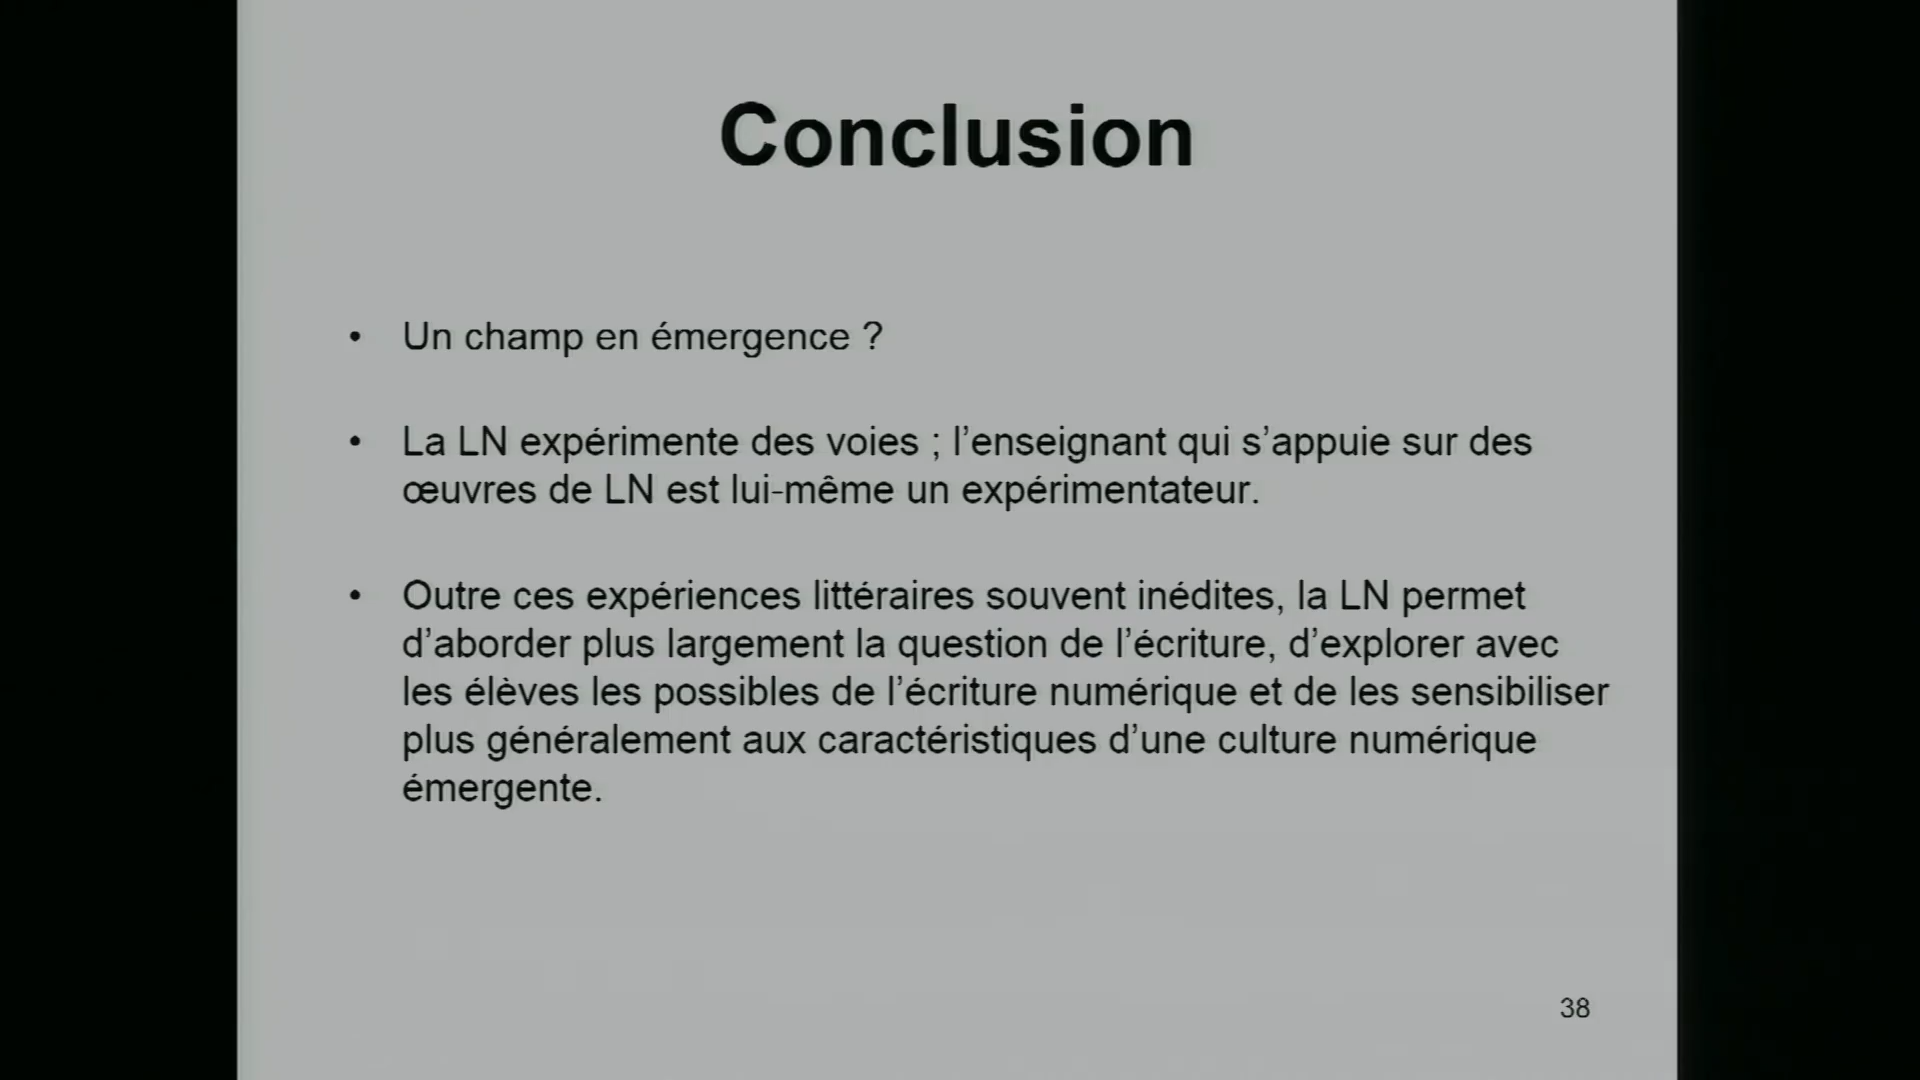 Conclusion
• Un champ en émergence ?
• La LN expérimente des voies ; l’enseignant qui s’appuie sur des
œuvres de LN est lui-même un expérimentateur.
• Outre ces expériences littéraires souvent inédites, la LN permet
d’aborder plus largement la question de l’écriture, d’explorer avec
les élèves les possibles de l’écriture numérique et de les sensibiliser
plus généralement aux caractéristiques d’une culture numérique
émergente.
38